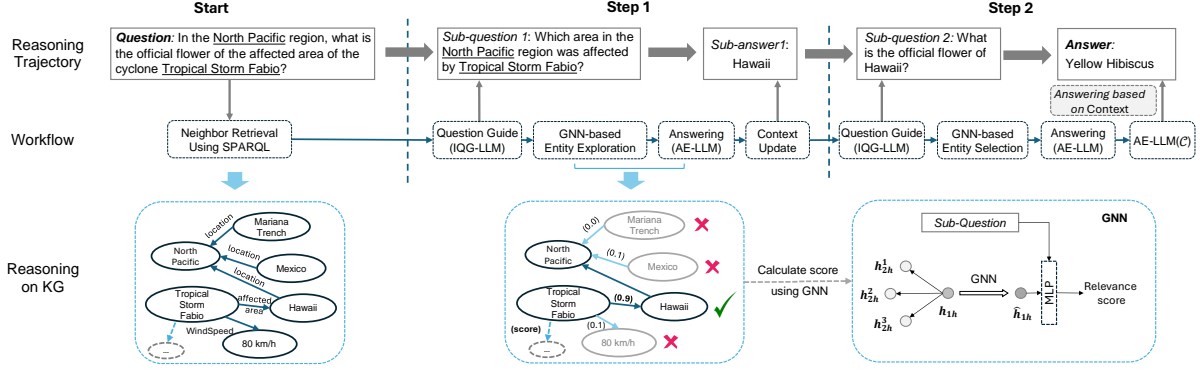 Start
Step 1
Step 2
Reasoning
Trajectory
Question: In the North Pacific region, what is
the official flower of the affected area of the
cyclone Tropical Storm Fabio?
Sub-question 1: Which area in the
North Pacific region was affected
by Tropical Storm Fabio?
Sub-answer1:
Hawaii
Sub-question 2: What
is the official flower of
Hawaii?
Answer:
Yellow Hibiscus
Answering based
on Context
Workflow
Neighbor Retrieval
Using SPARQL
Question Guide
(IQG-LLM)
GNN-based
Entity Exploration
Answering
(AE-LLM)
Context
Update
Question Guide
(IQG-LLM)
GNN-based
Entity Selection
Answering
(AE-LLM)
AE-LLM(𝒞)
Reasoning
on KG
Mariana
Trench
location
North
Pacific
location
Mexico
location
Tropical
Storm
Fabio
affected
area
Hawaii
WindSpeed
80 km/h
...
Mariana
Trench
(0.0)
North
Pacific
(0.1)
Mexico
Tropical
Storm
Fabio
(0.9)
Hawaii
(score)
(0.1)
80 km/h
...
Calculate score
using GNN
Sub-Question
GNN
h¹₂ₕ
h²₂ₕ
h³₂ₕ
h₁ₕ
GNN
ĥ₁ₕ
MLP
Relevance
score